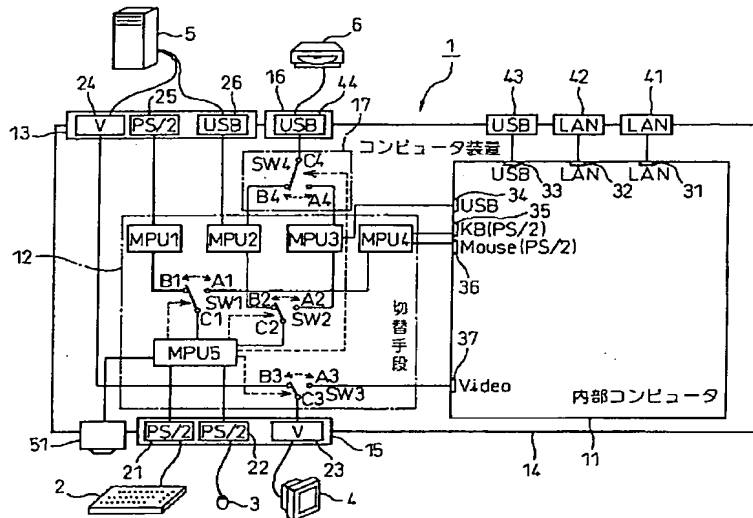 5
6
1
24
25
26
16
44
43
42
41
13
V
PS/2
USB
USB
USB
LAN
LAN
17
コンピュータ装置
SW4
C4
B4
A4
USB
33
LAN
32
LAN
31
34
USB
35
KB(PS/2)
Mouse(PS/2)
36
12
MPU1
MPU2
MPU3
MPU4
B1
A1
SW1
C1
B2
A2
SW2
C2
切替手段
MPU5
B3
A3
C3
SW3
37
Video
内部コンピュータ
51
PS/2
PS/2
V
21
22
23
15
14
11
2
3
4